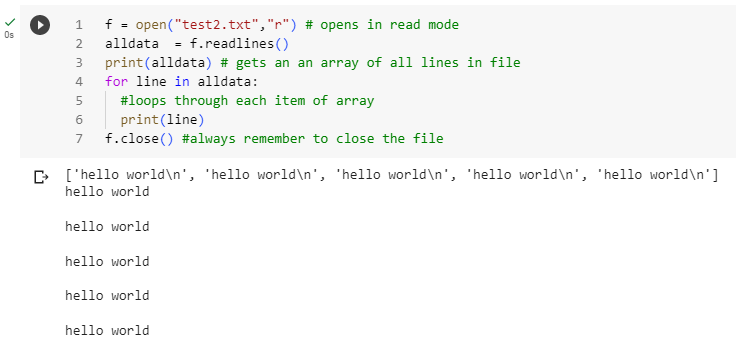 0s
1 f = open("test2.txt","r") # opens in read mode
2 alldata  = f.readlines()
3 print(alldata) # gets an an array of all lines in file
4 for line in alldata:
5   #loops through each item of array
6   print(line)
7 f.close() #always remember to close the file
['hello world\n', 'hello world\n', 'hello world\n', 'hello world\n', 'hello world\n']
hello world
hello world
hello world
hello world
hello world